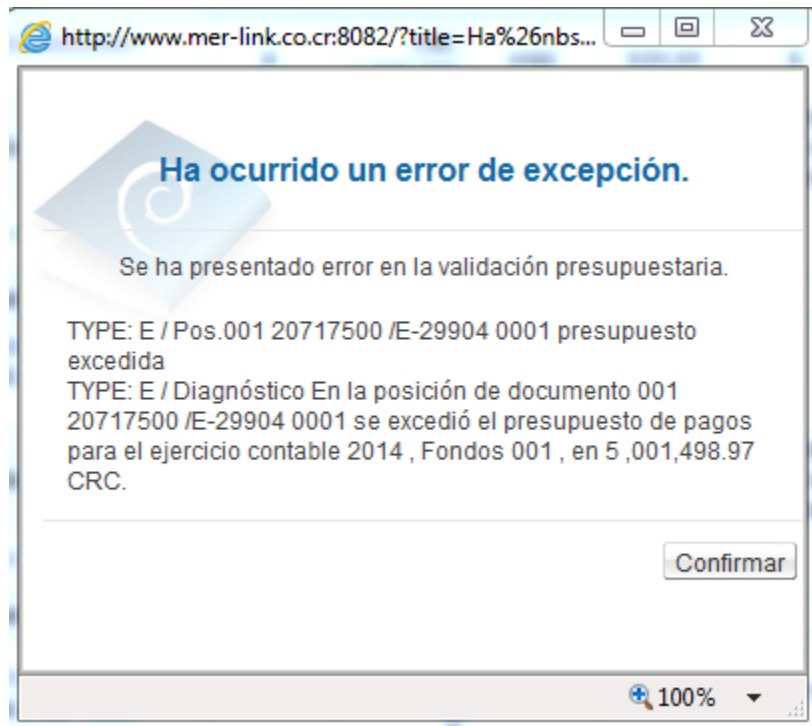 http://www.mer-link.co.cr:8082/?title=Ha%26nbs...
Ha ocurrido un error de excepción.
Se ha presentado error en la validación presupuestaria.
TYPE: E / Pos.001 20717500 /E-29904 0001 presupuesto
excedida
TYPE: E / Diagnóstico En la posición de documento 001
20717500 /E-29904 0001 se excedió el presupuesto de pagos
para el ejercicio contable 2014 , Fondos 001 , en 5 ,001,498.97
CRC.
Confirmar
100%